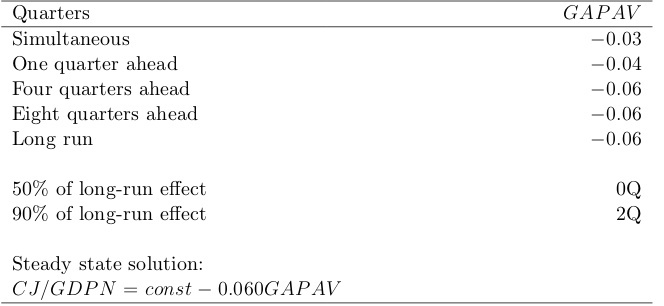 Quarters GAPAV
Simultaneous −0.03
One quarter ahead −0.04
Four quarters ahead −0.06
Eight quarters ahead −0.06
Long run −0.06
50% of long-run effect 0Q
90% of long-run effect 2Q
Steady state solution:
CJ/GDPN = const − 0.060GAPAV